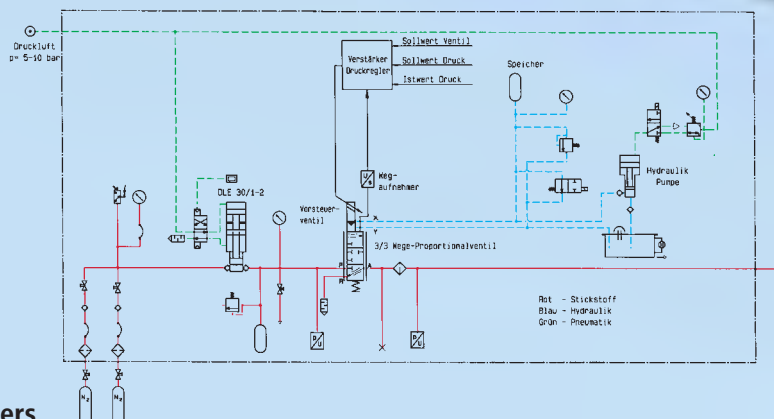 Druckluft
p= 5-10 bar
Verstärker
Druckregler
Sollwert Ventil
Sollwert Druck
Istwert Druck
Speicher
DLE 30/1-2
U/s
Weg-
aufnehmer
Versteuer-
ventil
X
Y
3/3 Wege-Proportionalventil
Hydraulik
Pumpe
P
A
R
P/U
P/U
Rot - Stickstoff
Blau - Hydraulik
Grün - Pneumatik
N₂
N₂
ers